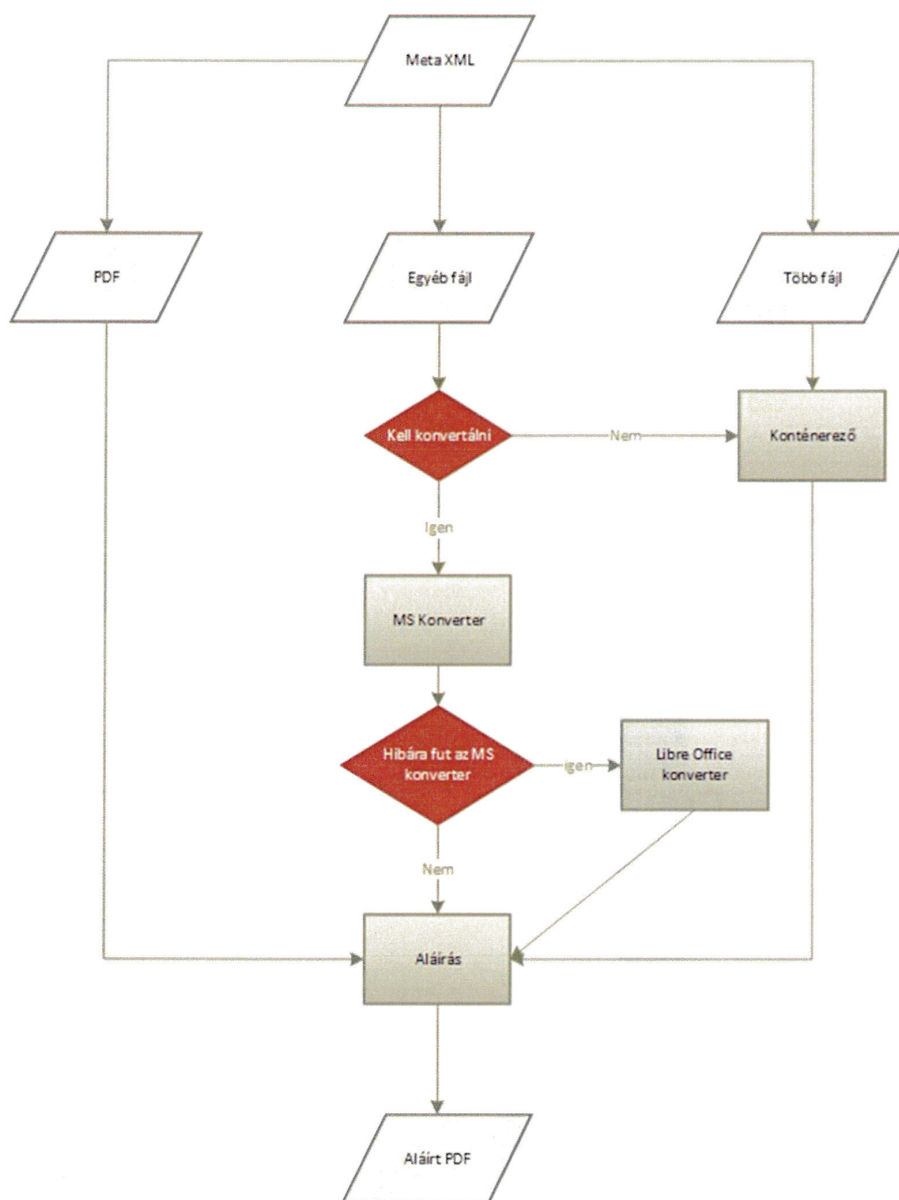 Meta XML
PDF
Egyéb fájl
Több fájl
Kell konvertálni
Nem
Konténerező
Igen
MS Konverter
Hibára fut az MS
konverter
igen
Libre Office
konverter
Nem
Aláírás
Aláírt PDF